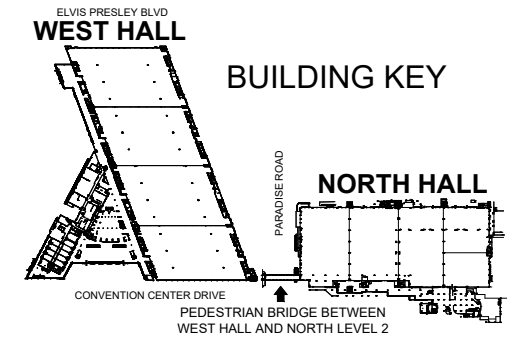 ELVIS PRESLEY BLVD
WEST HALL
BUILDING KEY
PARADISE ROAD
NORTH HALL
CONVENTION CENTER DRIVE
PEDESTRIAN BRIDGE BETWEEN
WEST HALL AND NORTH LEVEL 2